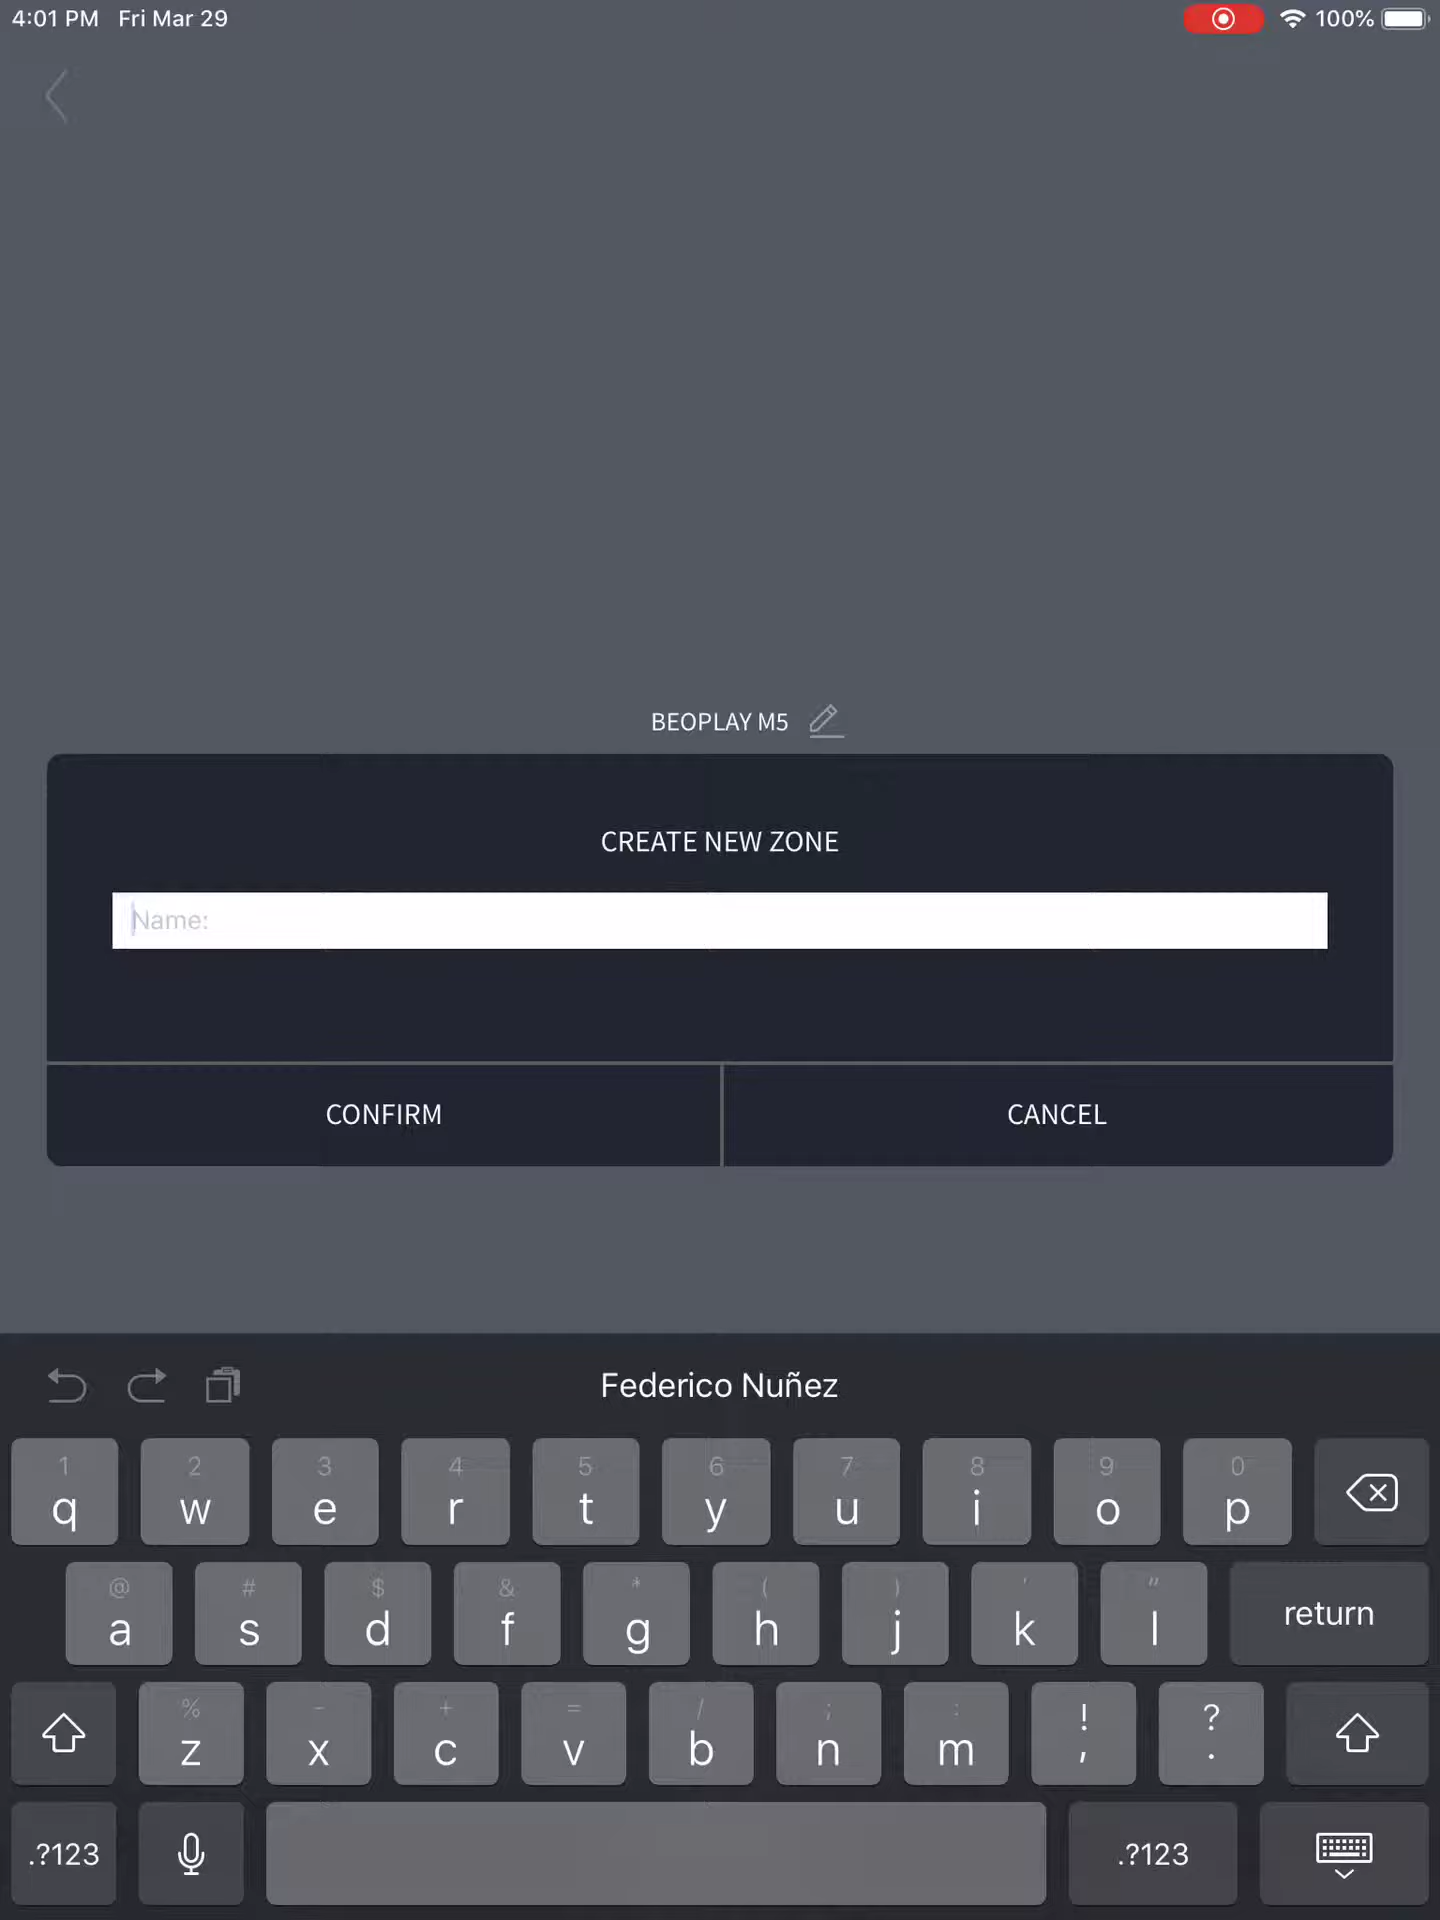 4:01 PM Fri Mar 29 100%
BEOPLAY M5
CREATE NEW ZONE
Name:
CONFIRM CANCEL
Federico Nuñez
1 2 3 4 5 6 7 8 9 0
q w e r t y u i o p
@ # $ & * ( ) ' "
a s d f g h j k l return
% - + = / ; : ! ?
z x c v b n m , .
.?123 .?123